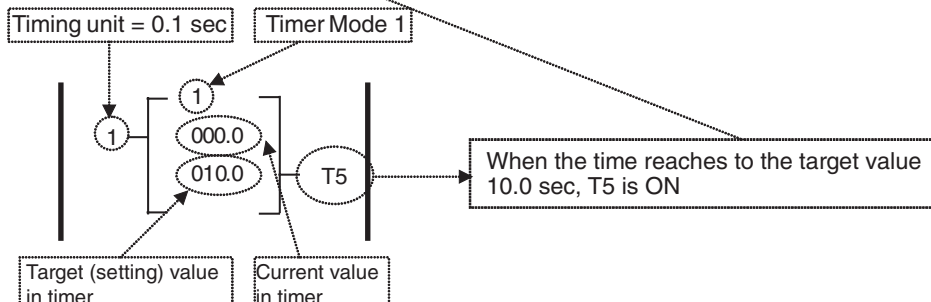 Timing unit = 0.1 sec
Timer Mode 1
1
1
000.0
010.0
T5
When the time reaches to the target value
10.0 sec, T5 is ON
Target (setting) value
in timer
Current value
in timer